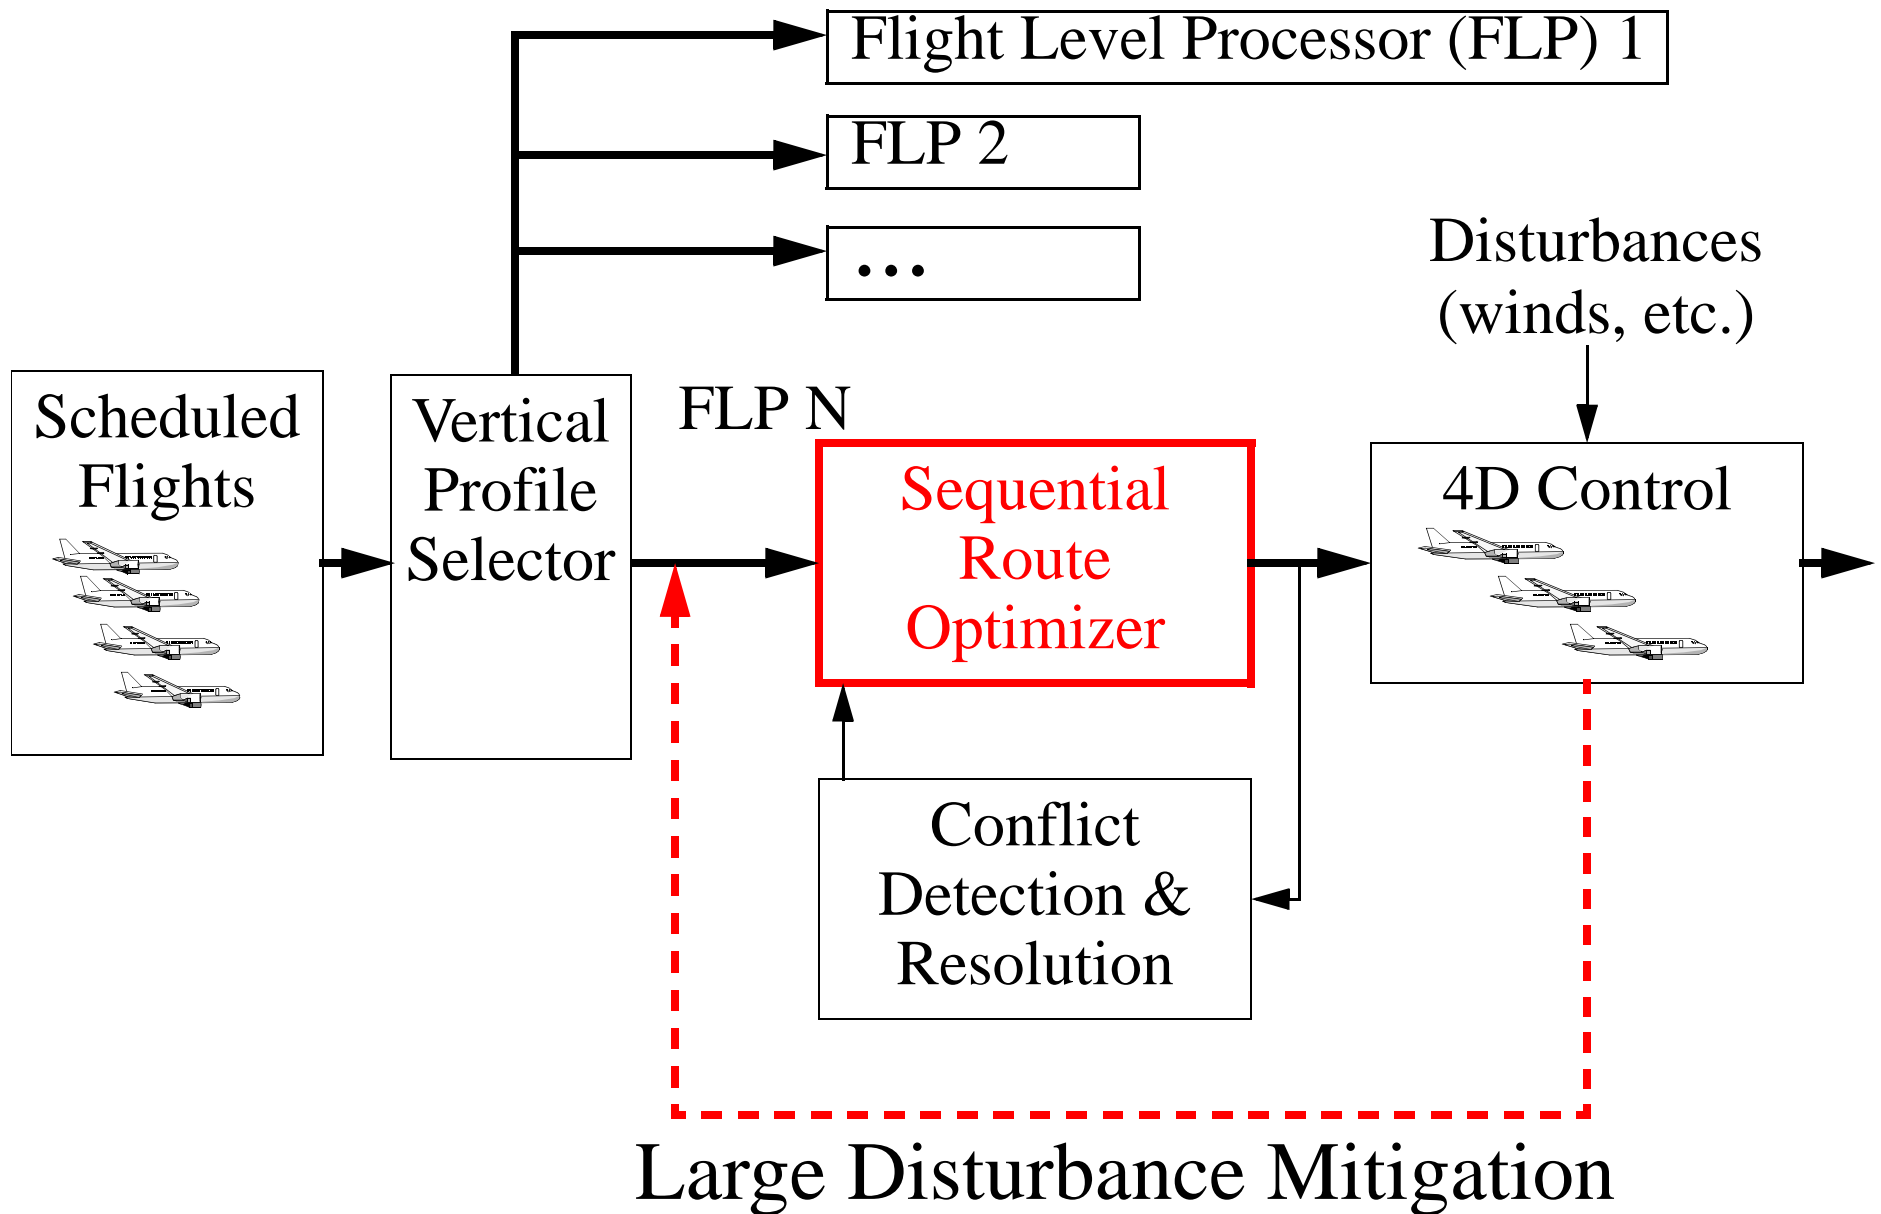 Flight Level Processor (FLP) 1
FLP 2
...
Disturbances
(winds, etc.)
Scheduled
Flights
Vertical
Profile
Selector
FLP N
Sequential
Route
Optimizer
4D Control
Conflict
Detection &
Resolution
Large Disturbance Mitigation